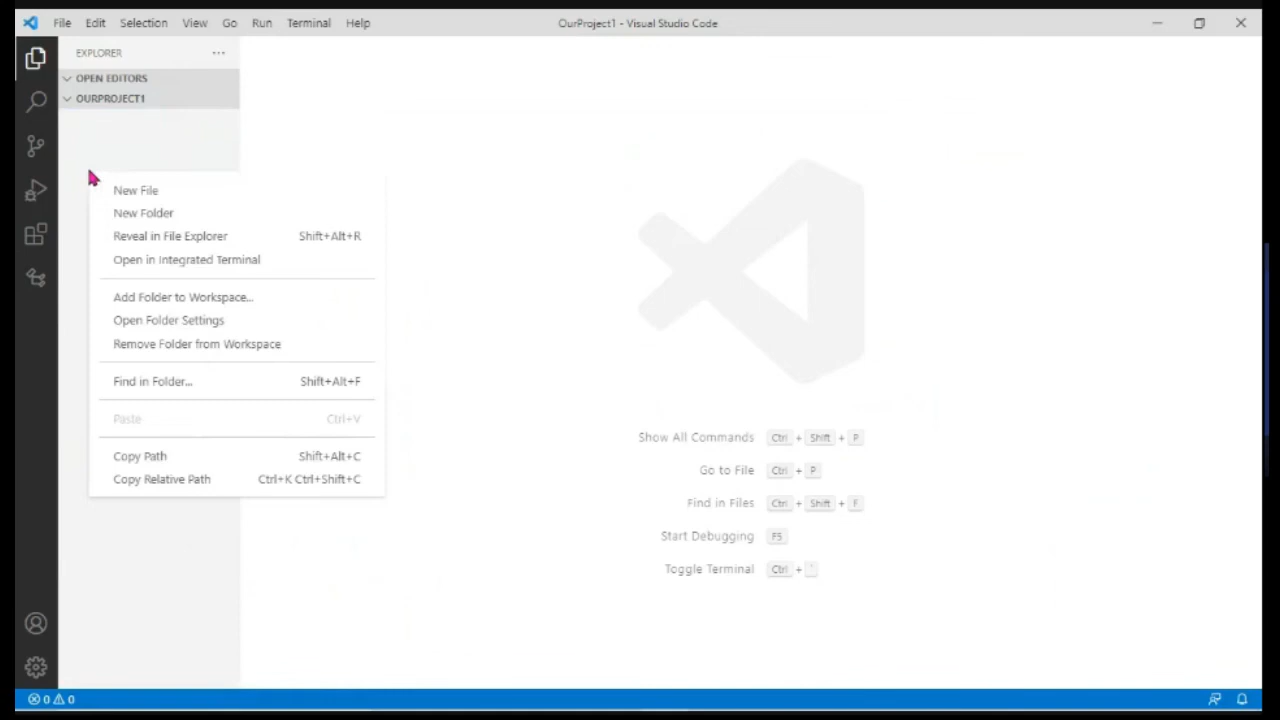 File Edit Selection View Go Run Terminal Help OurProject1 - Visual Studio Code
EXPLORER
OPEN EDITORS
OURPROJECT1
New File
New Folder
Reveal in File Explorer Shift+Alt+R
Open in Integrated Terminal
Add Folder to Workspace...
Open Folder Settings
Remove Folder from Workspace
Find in Folder... Shift+Alt+F
Paste Ctrl+V
Copy Path Shift+Alt+C
Copy Relative Path Ctrl+K Ctrl+Shift+C
Show All Commands Ctrl + Shift + P
Go to File Ctrl + P
Find in Files Ctrl + Shift + F
Start Debugging F5
Toggle Terminal Ctrl + `
0 0